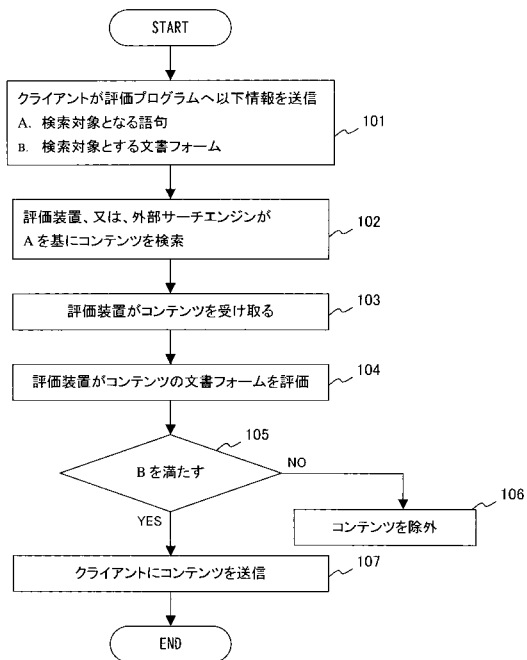 START
クライアントが評価プログラムへ以下情報を送信
A. 検索対象となる語句
B. 検索対象とする文書フォーム
101
評価装置、又は、外部サーチエンジンが
Aを基にコンテンツを検索
102
評価装置がコンテンツを受け取る
103
評価装置がコンテンツの文書フォームを評価
104
105
Bを満たす
NO
YES
106
コンテンツを除外
クライアントにコンテンツを送信
107
END